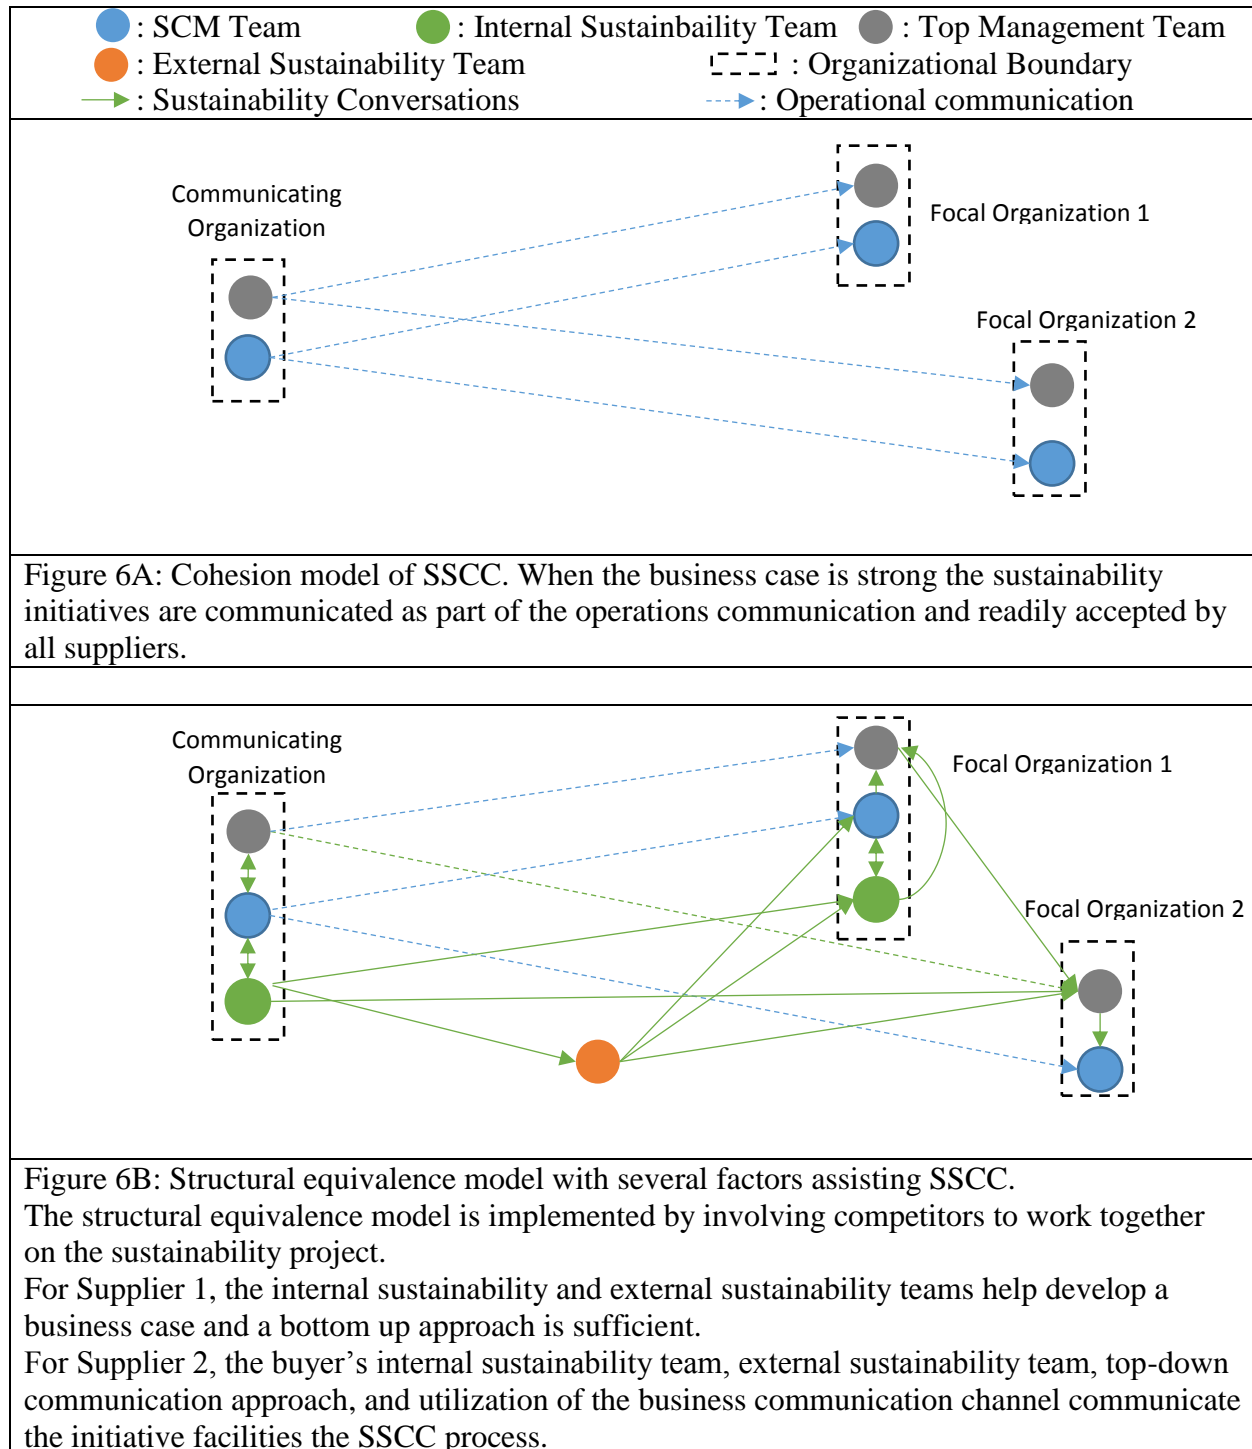 : SCM Team : Internal Sustainbaility Team : Top Management Team
: External Sustainability Team : Organizational Boundary
: Sustainability Conversations : Operational communication
Communicating
Organization
Focal Organization 1
Focal Organization 2
Figure 6A: Cohesion model of SSCC. When the business case is strong the sustainability
initiatives are communicated as part of the operations communication and readily accepted by
all suppliers.
Communicating
Organization
Focal Organization 1
Focal Organization 2
Figure 6B: Structural equivalence model with several factors assisting SSCC.
The structural equivalence model is implemented by involving competitors to work together
on the sustainability project.
For Supplier 1, the internal sustainability and external sustainability teams help develop a
business case and a bottom up approach is sufficient.
For Supplier 2, the buyer’s internal sustainability team, external sustainability team, top-down
communication approach, and utilization of the business communication channel communicate
the initiative facilities the SSCC process.